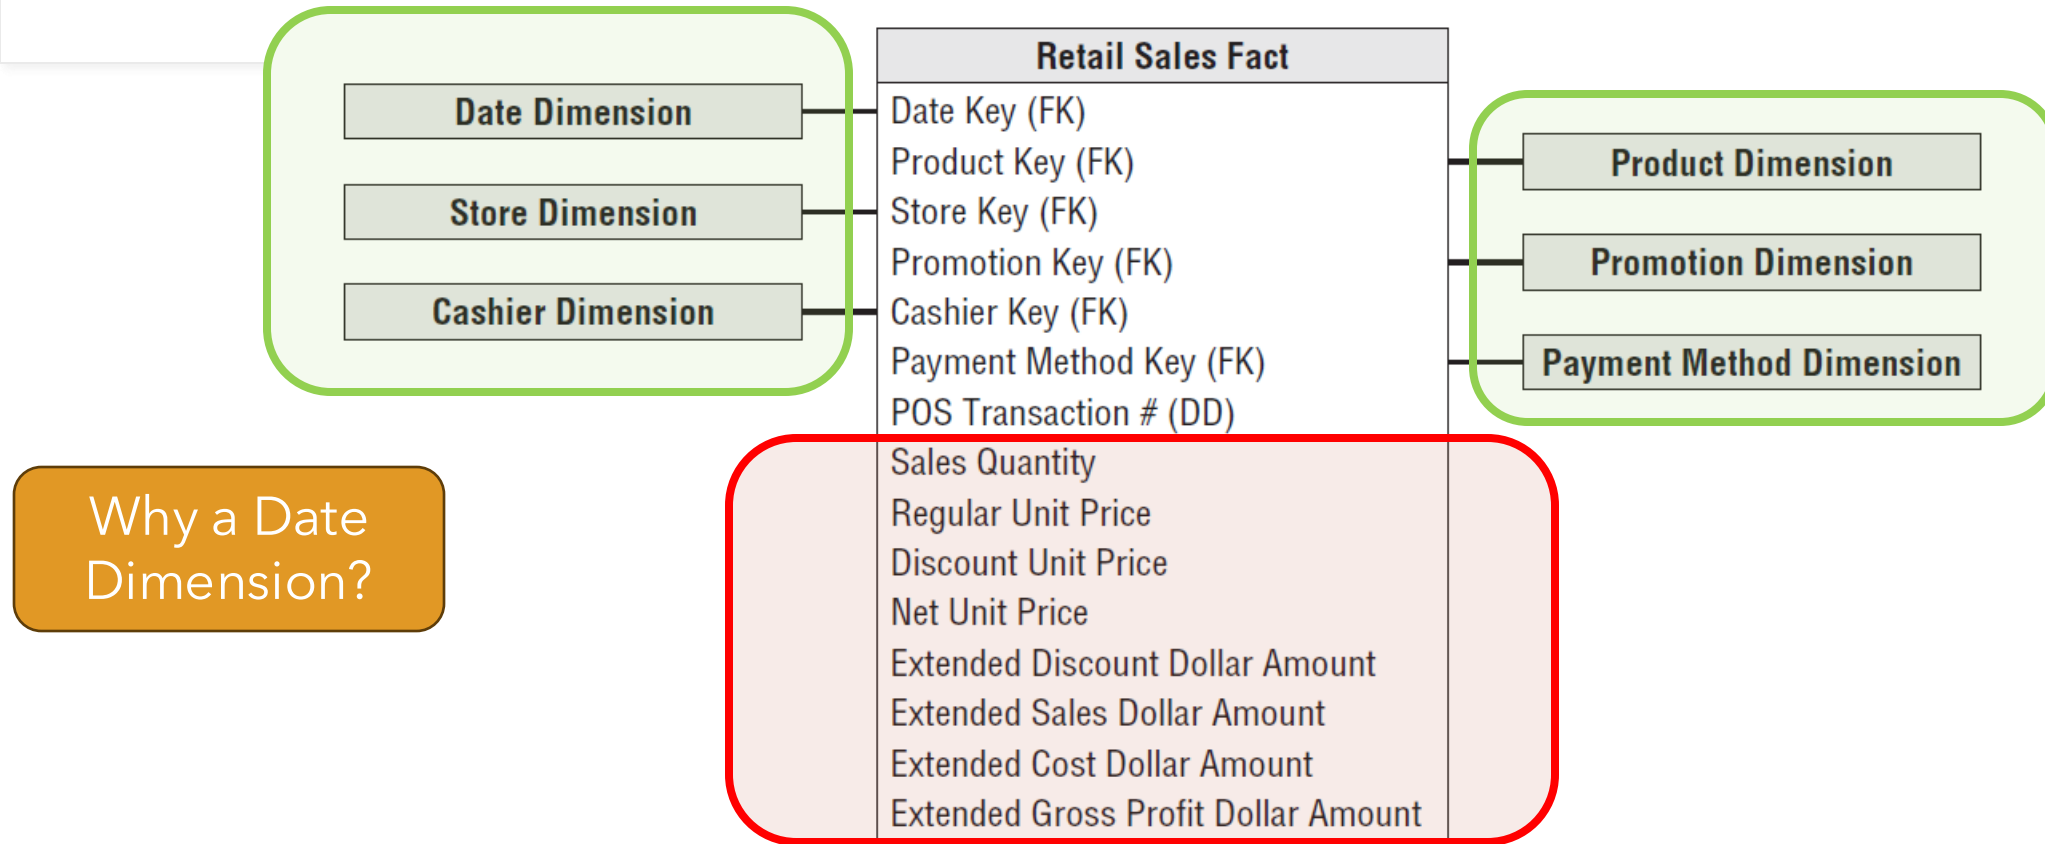 Date Dimension
Store Dimension
Cashier Dimension
Retail Sales Fact
Date Key (FK)
Product Key (FK)
Store Key (FK)
Promotion Key (FK)
Cashier Key (FK)
Payment Method Key (FK)
POS Transaction # (DD)
Sales Quantity
Regular Unit Price
Discount Unit Price
Net Unit Price
Extended Discount Dollar Amount
Extended Sales Dollar Amount
Extended Cost Dollar Amount
Extended Gross Profit Dollar Amount
Product Dimension
Promotion Dimension
Payment Method Dimension
Why a Date
Dimension?